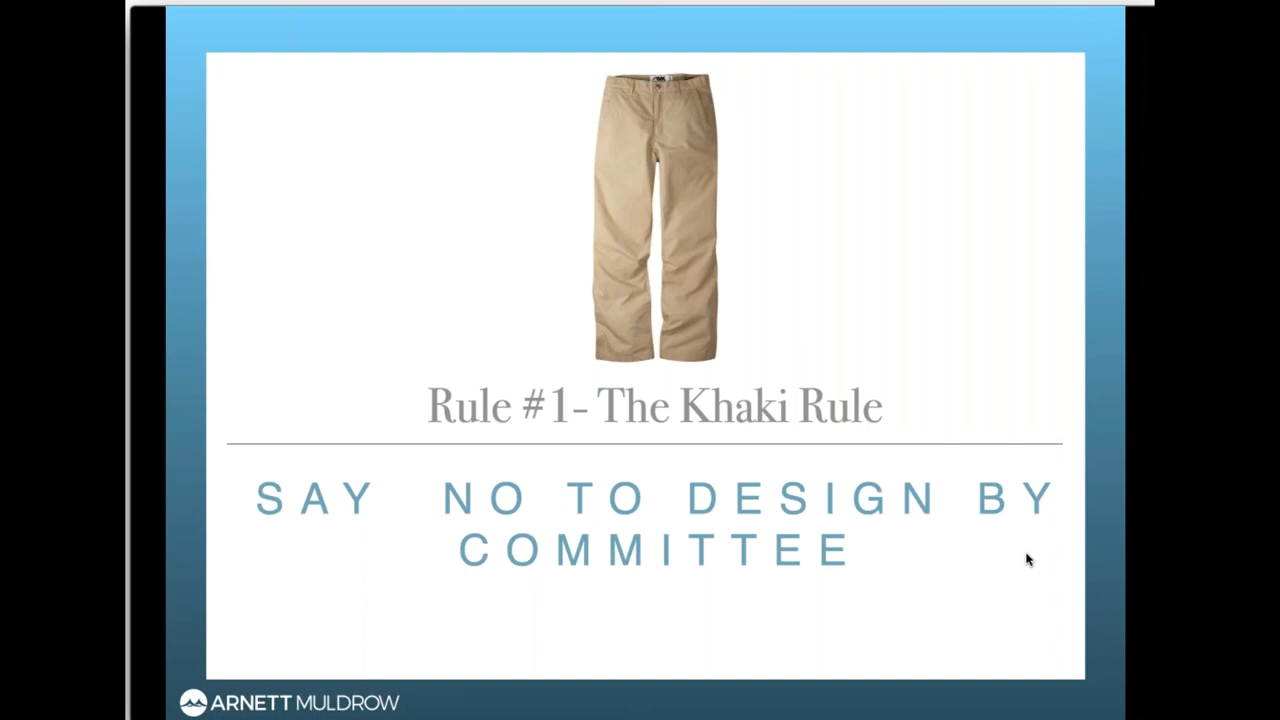 Rule #1- The Khaki Rule
SAY NO TO DESIGN BY
COMMITTEE
ARNETT MULDROW